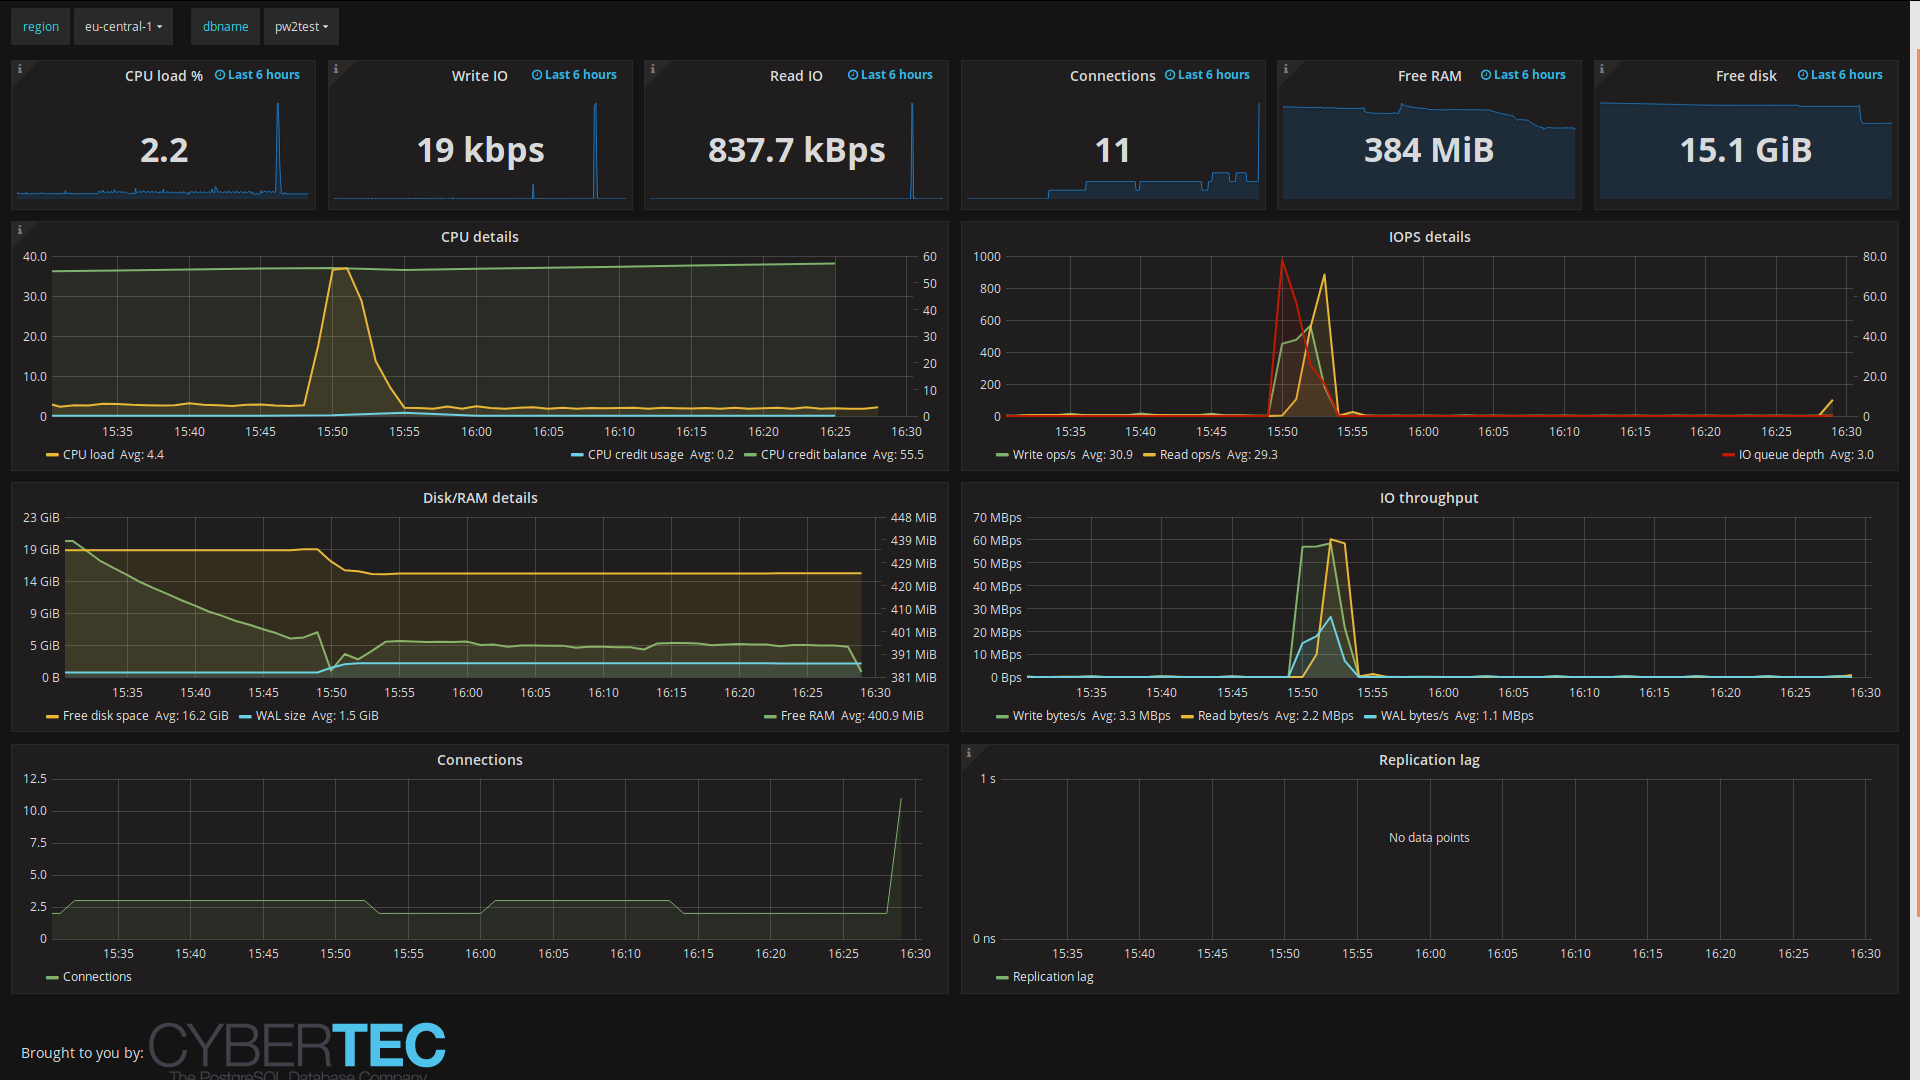 region eu-central-1 dbname pw2test
CPU load % Last 6 hours
2.2
Write IO Last 6 hours
19 kbps
Read IO Last 6 hours
837.7 kBps
Connections Last 6 hours
11
Free RAM Last 6 hours
384 MiB
Free disk Last 6 hours
15.1 GiB
CPU details
40.0 60
50
30.0 40
20.0 30
20
10.0 10
0 0
15:35 15:40 15:45 15:50 15:55 16:00 16:05 16:10 16:15 16:20 16:25 16:30
CPU load Avg: 4.4 CPU credit usage Avg: 0.2 CPU credit balance Avg: 55.5
IOPS details
1000 80.0
800 60.0
600
400 40.0
200 20.0
0 0
15:35 15:40 15:45 15:50 15:55 16:00 16:05 16:10 16:15 16:20 16:25 16:30
Write ops/s Avg: 30.9 Read ops/s Avg: 29.3 IO queue depth Avg: 3.0
Disk/RAM details
23 GiB 448 MiB
19 GiB 439 MiB
429 MiB
14 GiB 420 MiB
9 GiB 410 MiB
5 GiB 401 MiB
391 MiB
0 B 381 MiB
15:35 15:40 15:45 15:50 15:55 16:00 16:05 16:10 16:15 16:20 16:25 16:30
Free disk space Avg: 16.2 GiB WAL size Avg: 1.5 GiB Free RAM Avg: 400.9 MiB
IO throughput
70 MBps
60 MBps
50 MBps
40 MBps
30 MBps
20 MBps
10 MBps
0 Bps
15:35 15:40 15:45 15:50 15:55 16:00 16:05 16:10 16:15 16:20 16:25 16:30
Write bytes/s Avg: 3.3 MBps Read bytes/s Avg: 2.2 MBps WAL bytes/s Avg: 1.1 MBps
Connections
12.5
10.0
7.5
5.0
2.5
0
15:35 15:40 15:45 15:50 15:55 16:00 16:05 16:10 16:15 16:20 16:25 16:30
Connections
Replication lag
1 s
No data points
0 ns
15:35 15:40 15:45 15:50 15:55 16:00 16:05 16:10 16:15 16:20 16:25 16:30
Replication lag
Brought to you by: CYBERTEC
The PostgreSQL Database Company